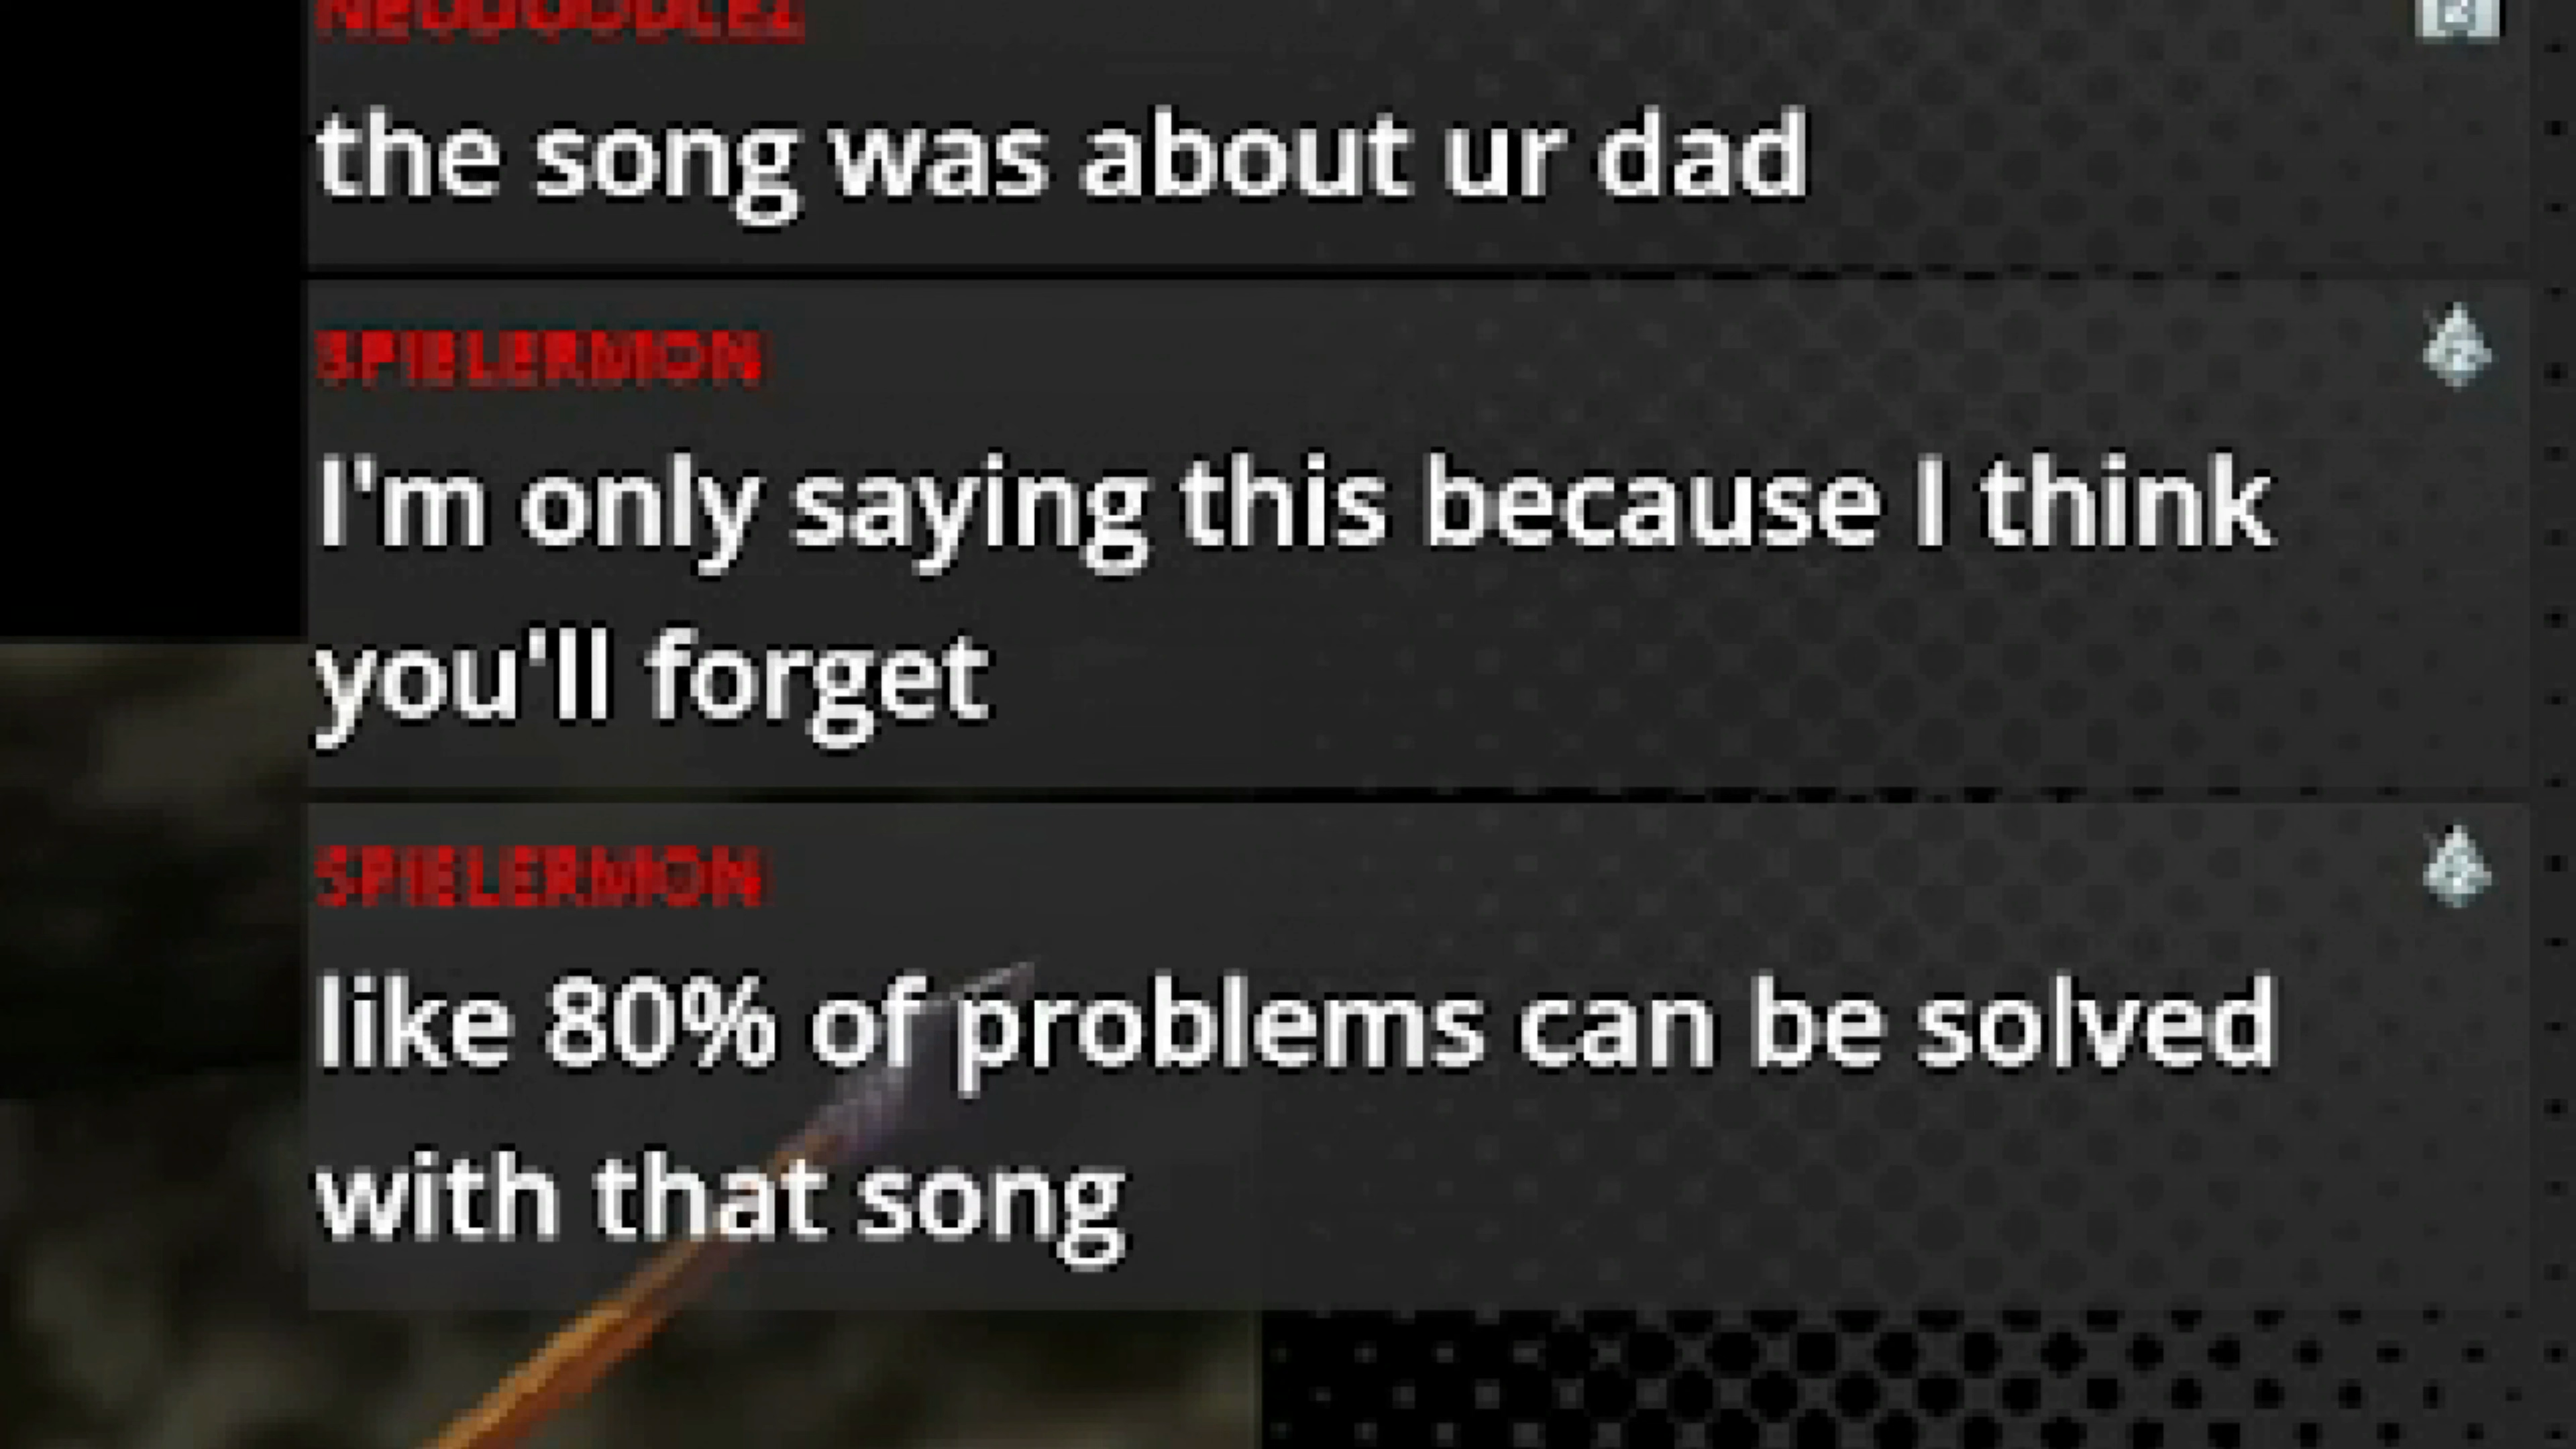 the song was about ur dad
SPIELERMON
I'm only saying this because I think
you'll forget
SPIELERMON
like 80% of problems can be solved
with that song